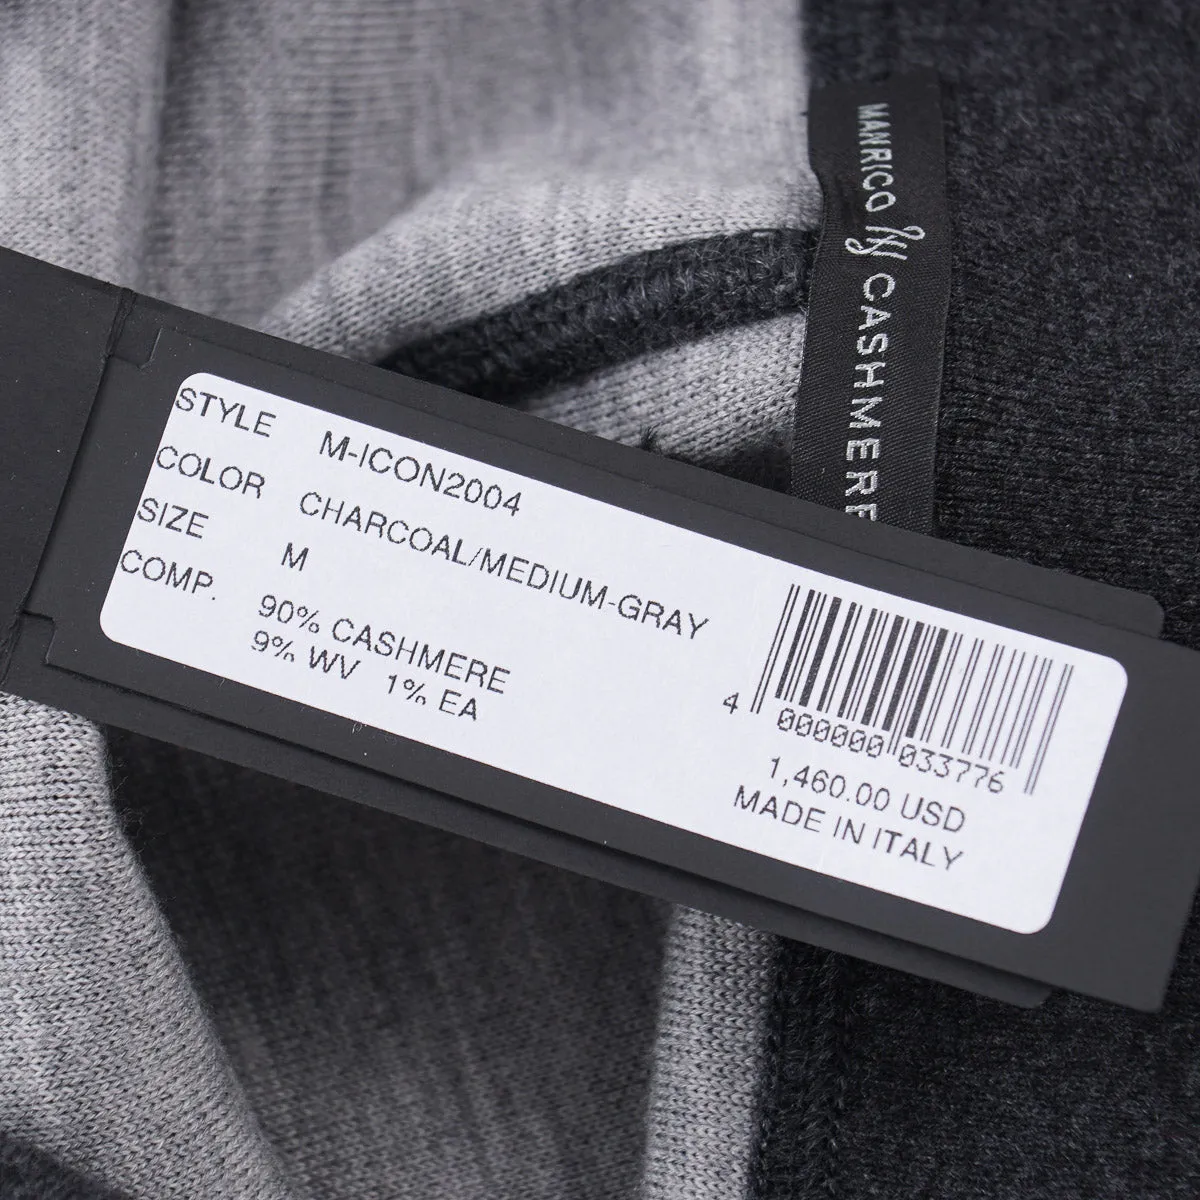 MANRICO CASHMERE
STYLE M-ICON2004
COLOR CHARCOAL/MEDIUM-GRAY
SIZE M
COMP. 90% CASHMERE
9% WV 1% EA
4 000000 033776
1,460.00 USD
MADE IN ITALY